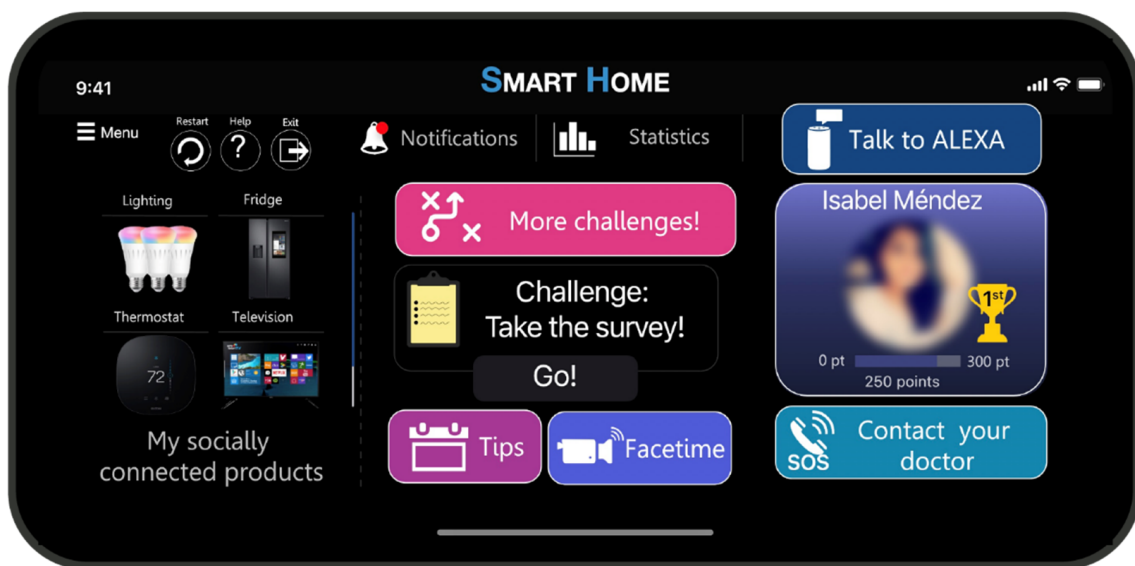 9:41
SMART HOME
Menu
Restart
Help
Exit
?
Notifications
Statistics
Talk to ALEXA
Lighting
Fridge
Thermostat
Television
72
My socially
connected products
More challenges!
Challenge:
Take the survey!
Go!
Tips
Facetime
Isabel Méndez
1st
0 pt
300 pt
250 points
SOS
Contact your
doctor